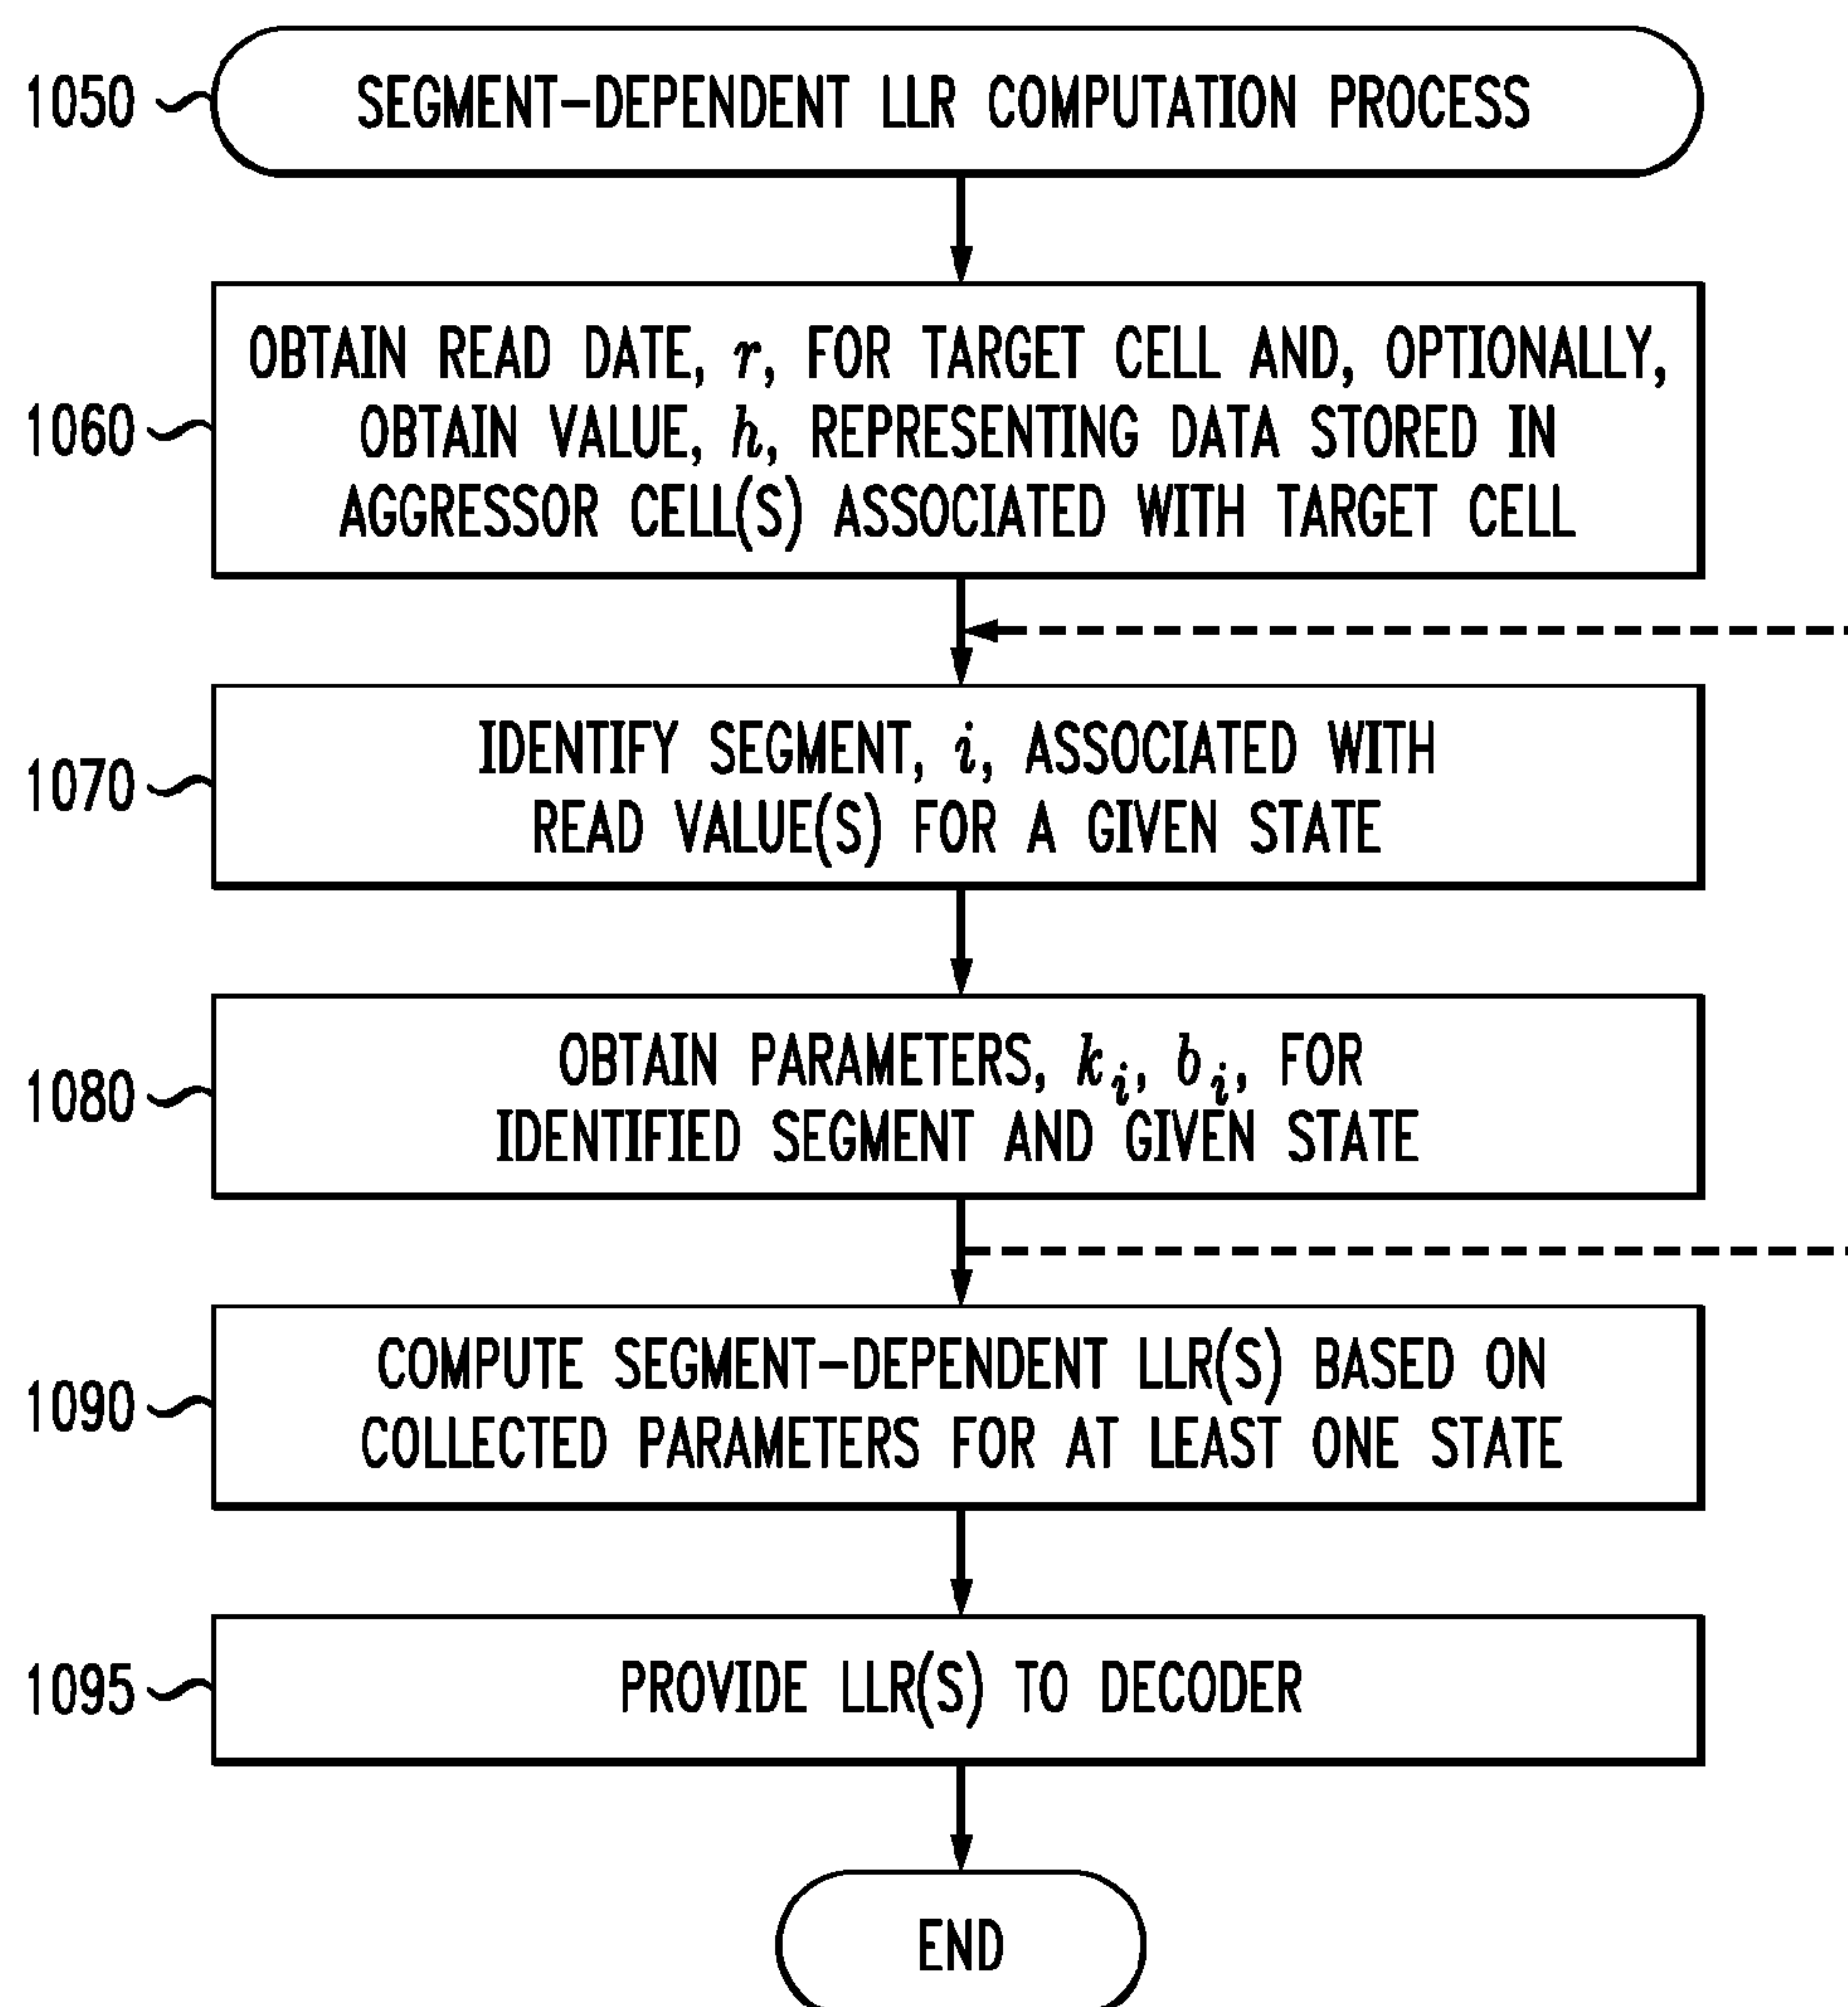 1050 SEGMENT-DEPENDENT LLR COMPUTATION PROCESS
OBTAIN READ DATE, r, FOR TARGET CELL AND, OPTIONALLY,
1060 OBTAIN VALUE, h, REPRESENTING DATA STORED IN
AGGRESSOR CELL(S) ASSOCIATED WITH TARGET CELL
IDENTIFY SEGMENT, i, ASSOCIATED WITH
1070
READ VALUE(S) FOR A GIVEN STATE
OBTAIN PARAMETERS, k_i, b_i, FOR
1080
IDENTIFIED SEGMENT AND GIVEN STATE
COMPUTE SEGMENT-DEPENDENT LLR(S) BASED ON
1090
COLLECTED PARAMETERS FOR AT LEAST ONE STATE
1095 PROVIDE LLR(S) TO DECODER
END